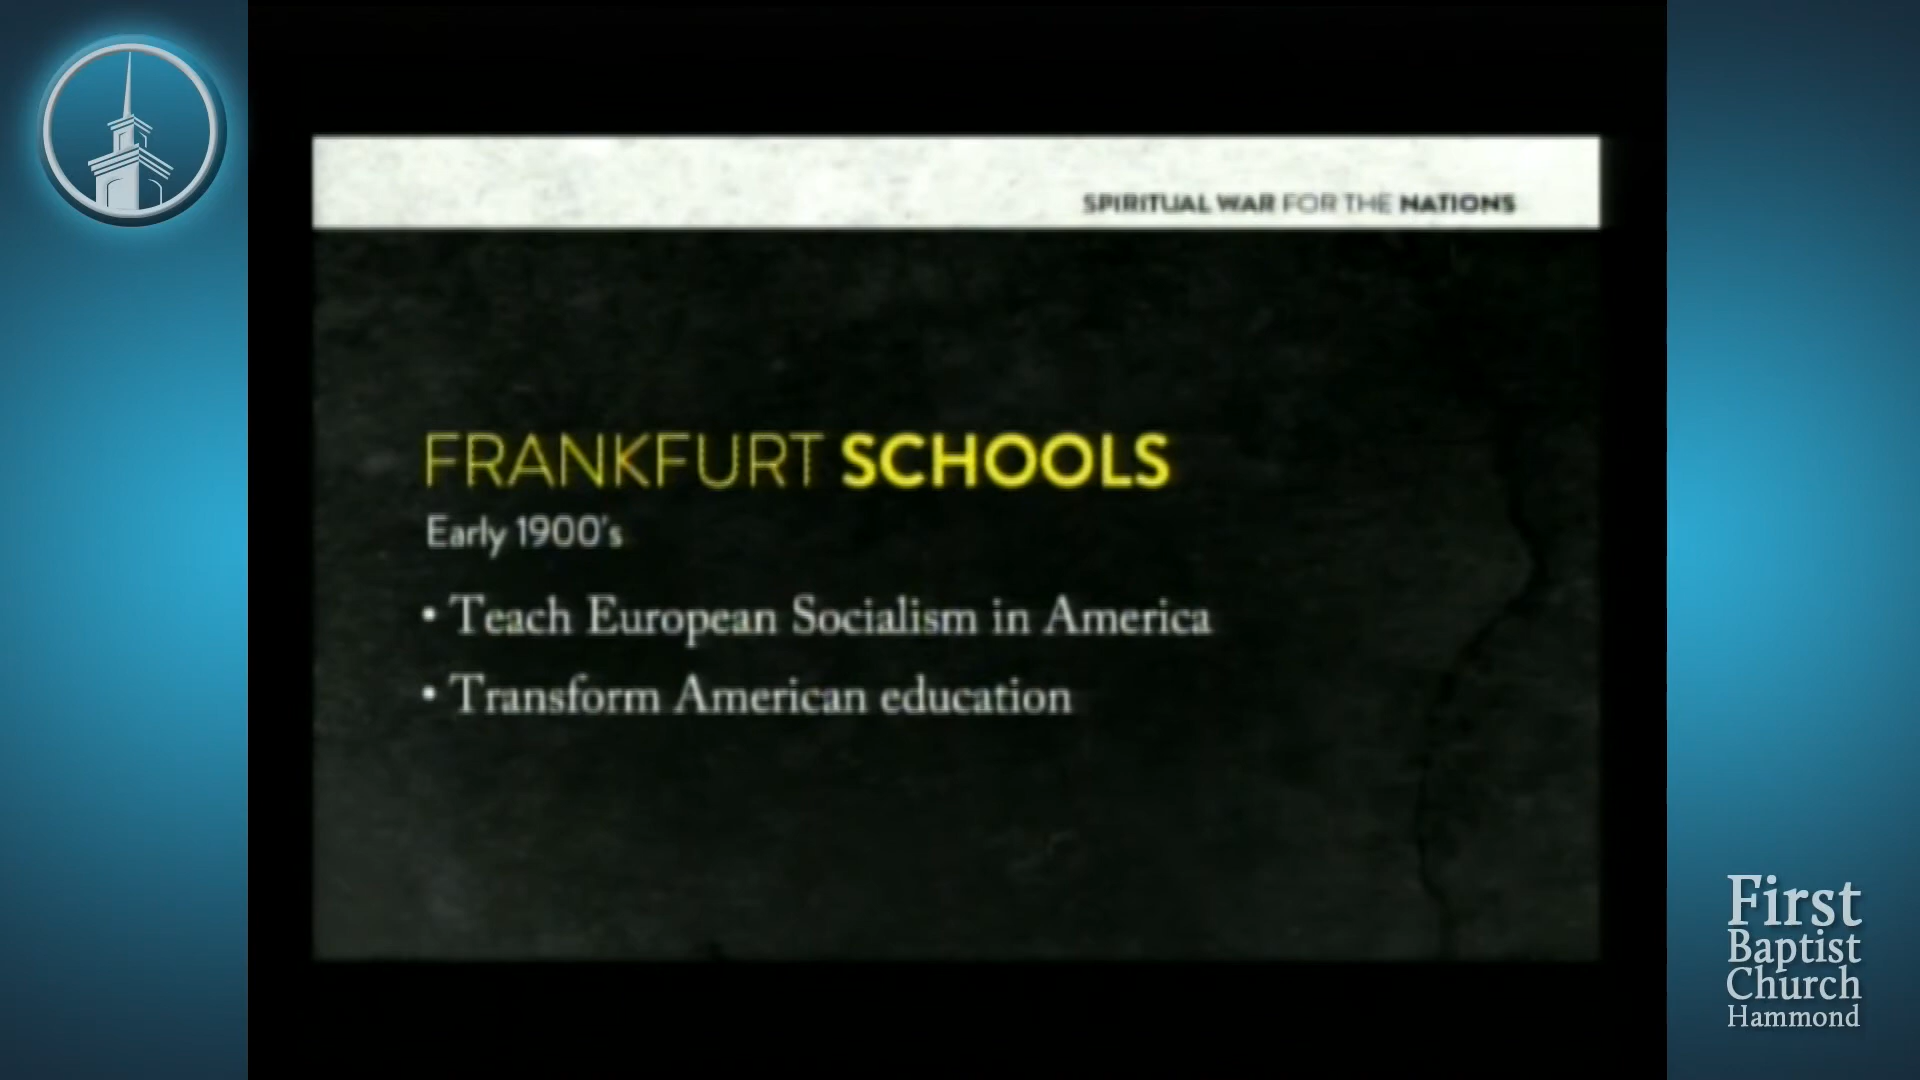 SPIRITUAL WAR FOR THE NATIONS
FRANKFURT SCHOOLS
Early 1900's
• Teach European Socialism in America
• Transform American education
First
Baptist
Church
Hammond